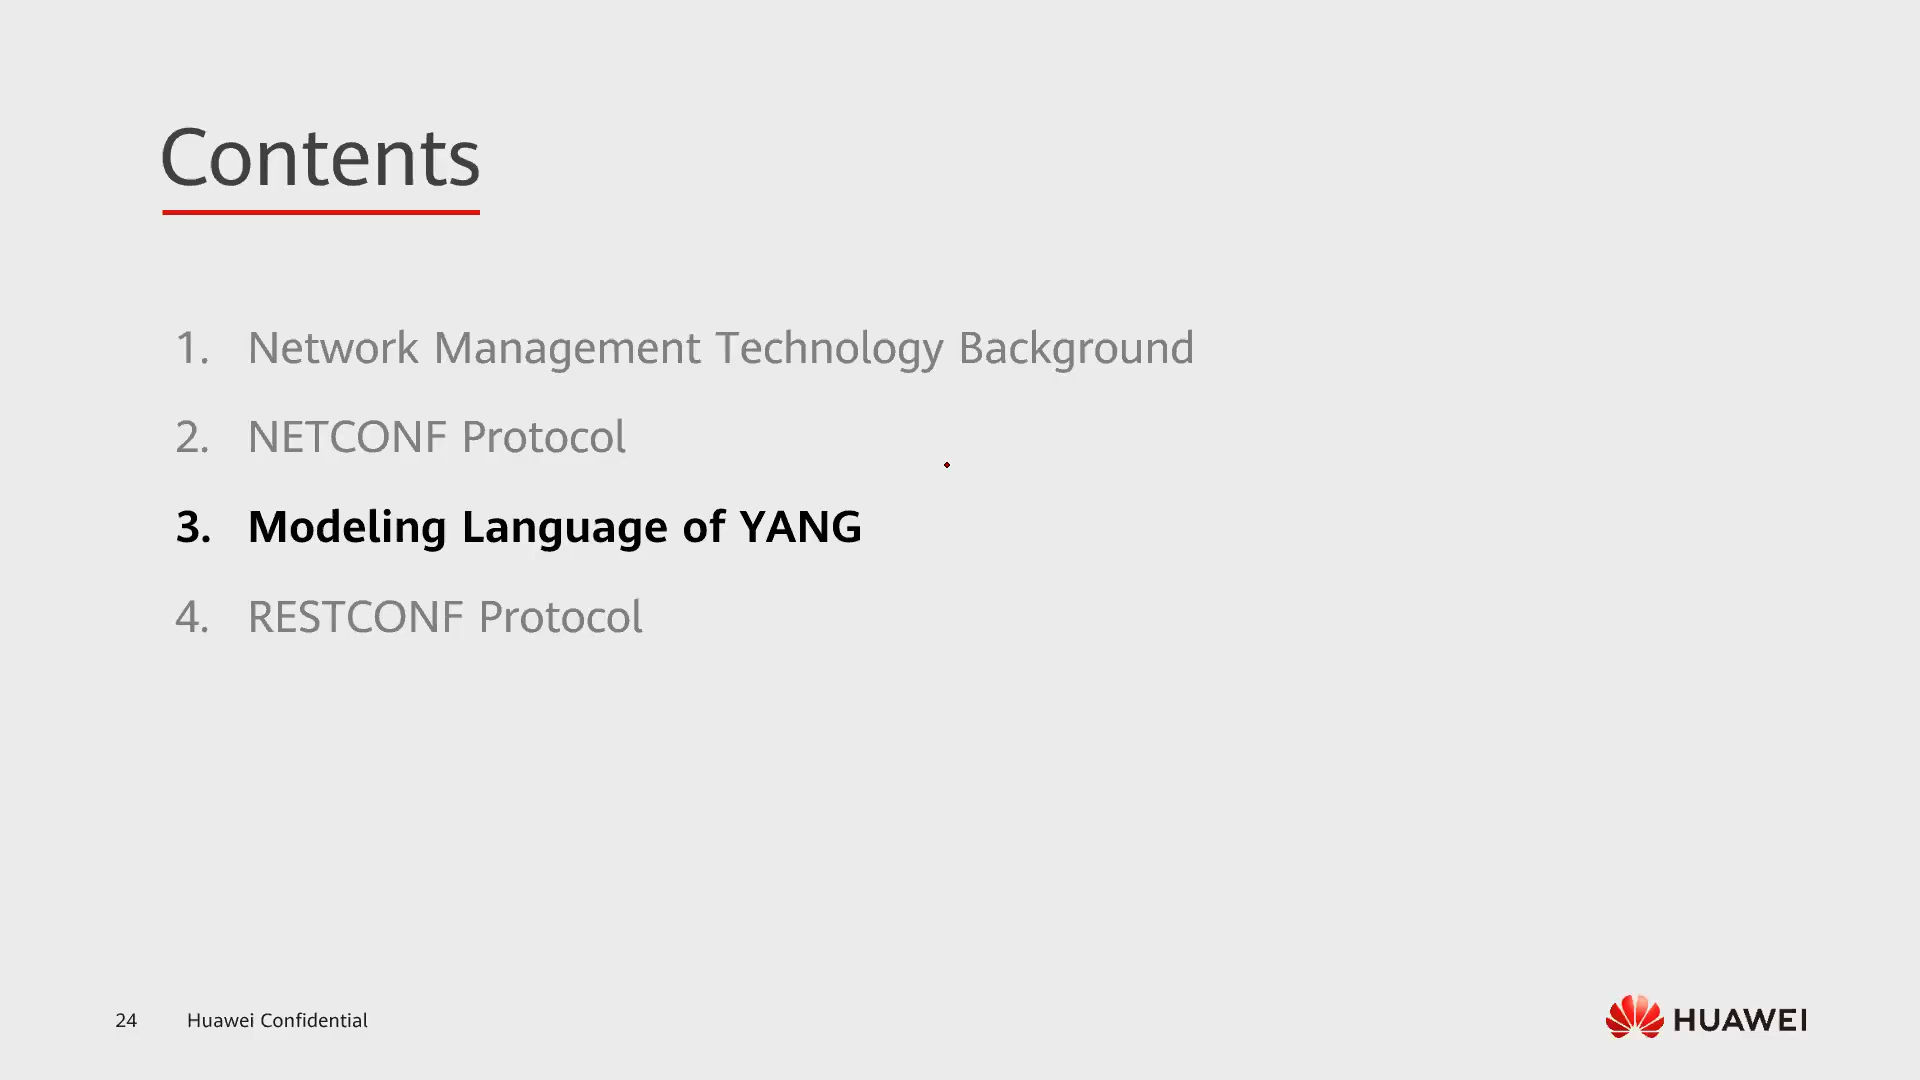 Contents
1. Network Management Technology Background
2. NETCONF Protocol
3. Modeling Language of YANG
4. RESTCONF Protocol
24 Huawei Confidential
HUAWEI